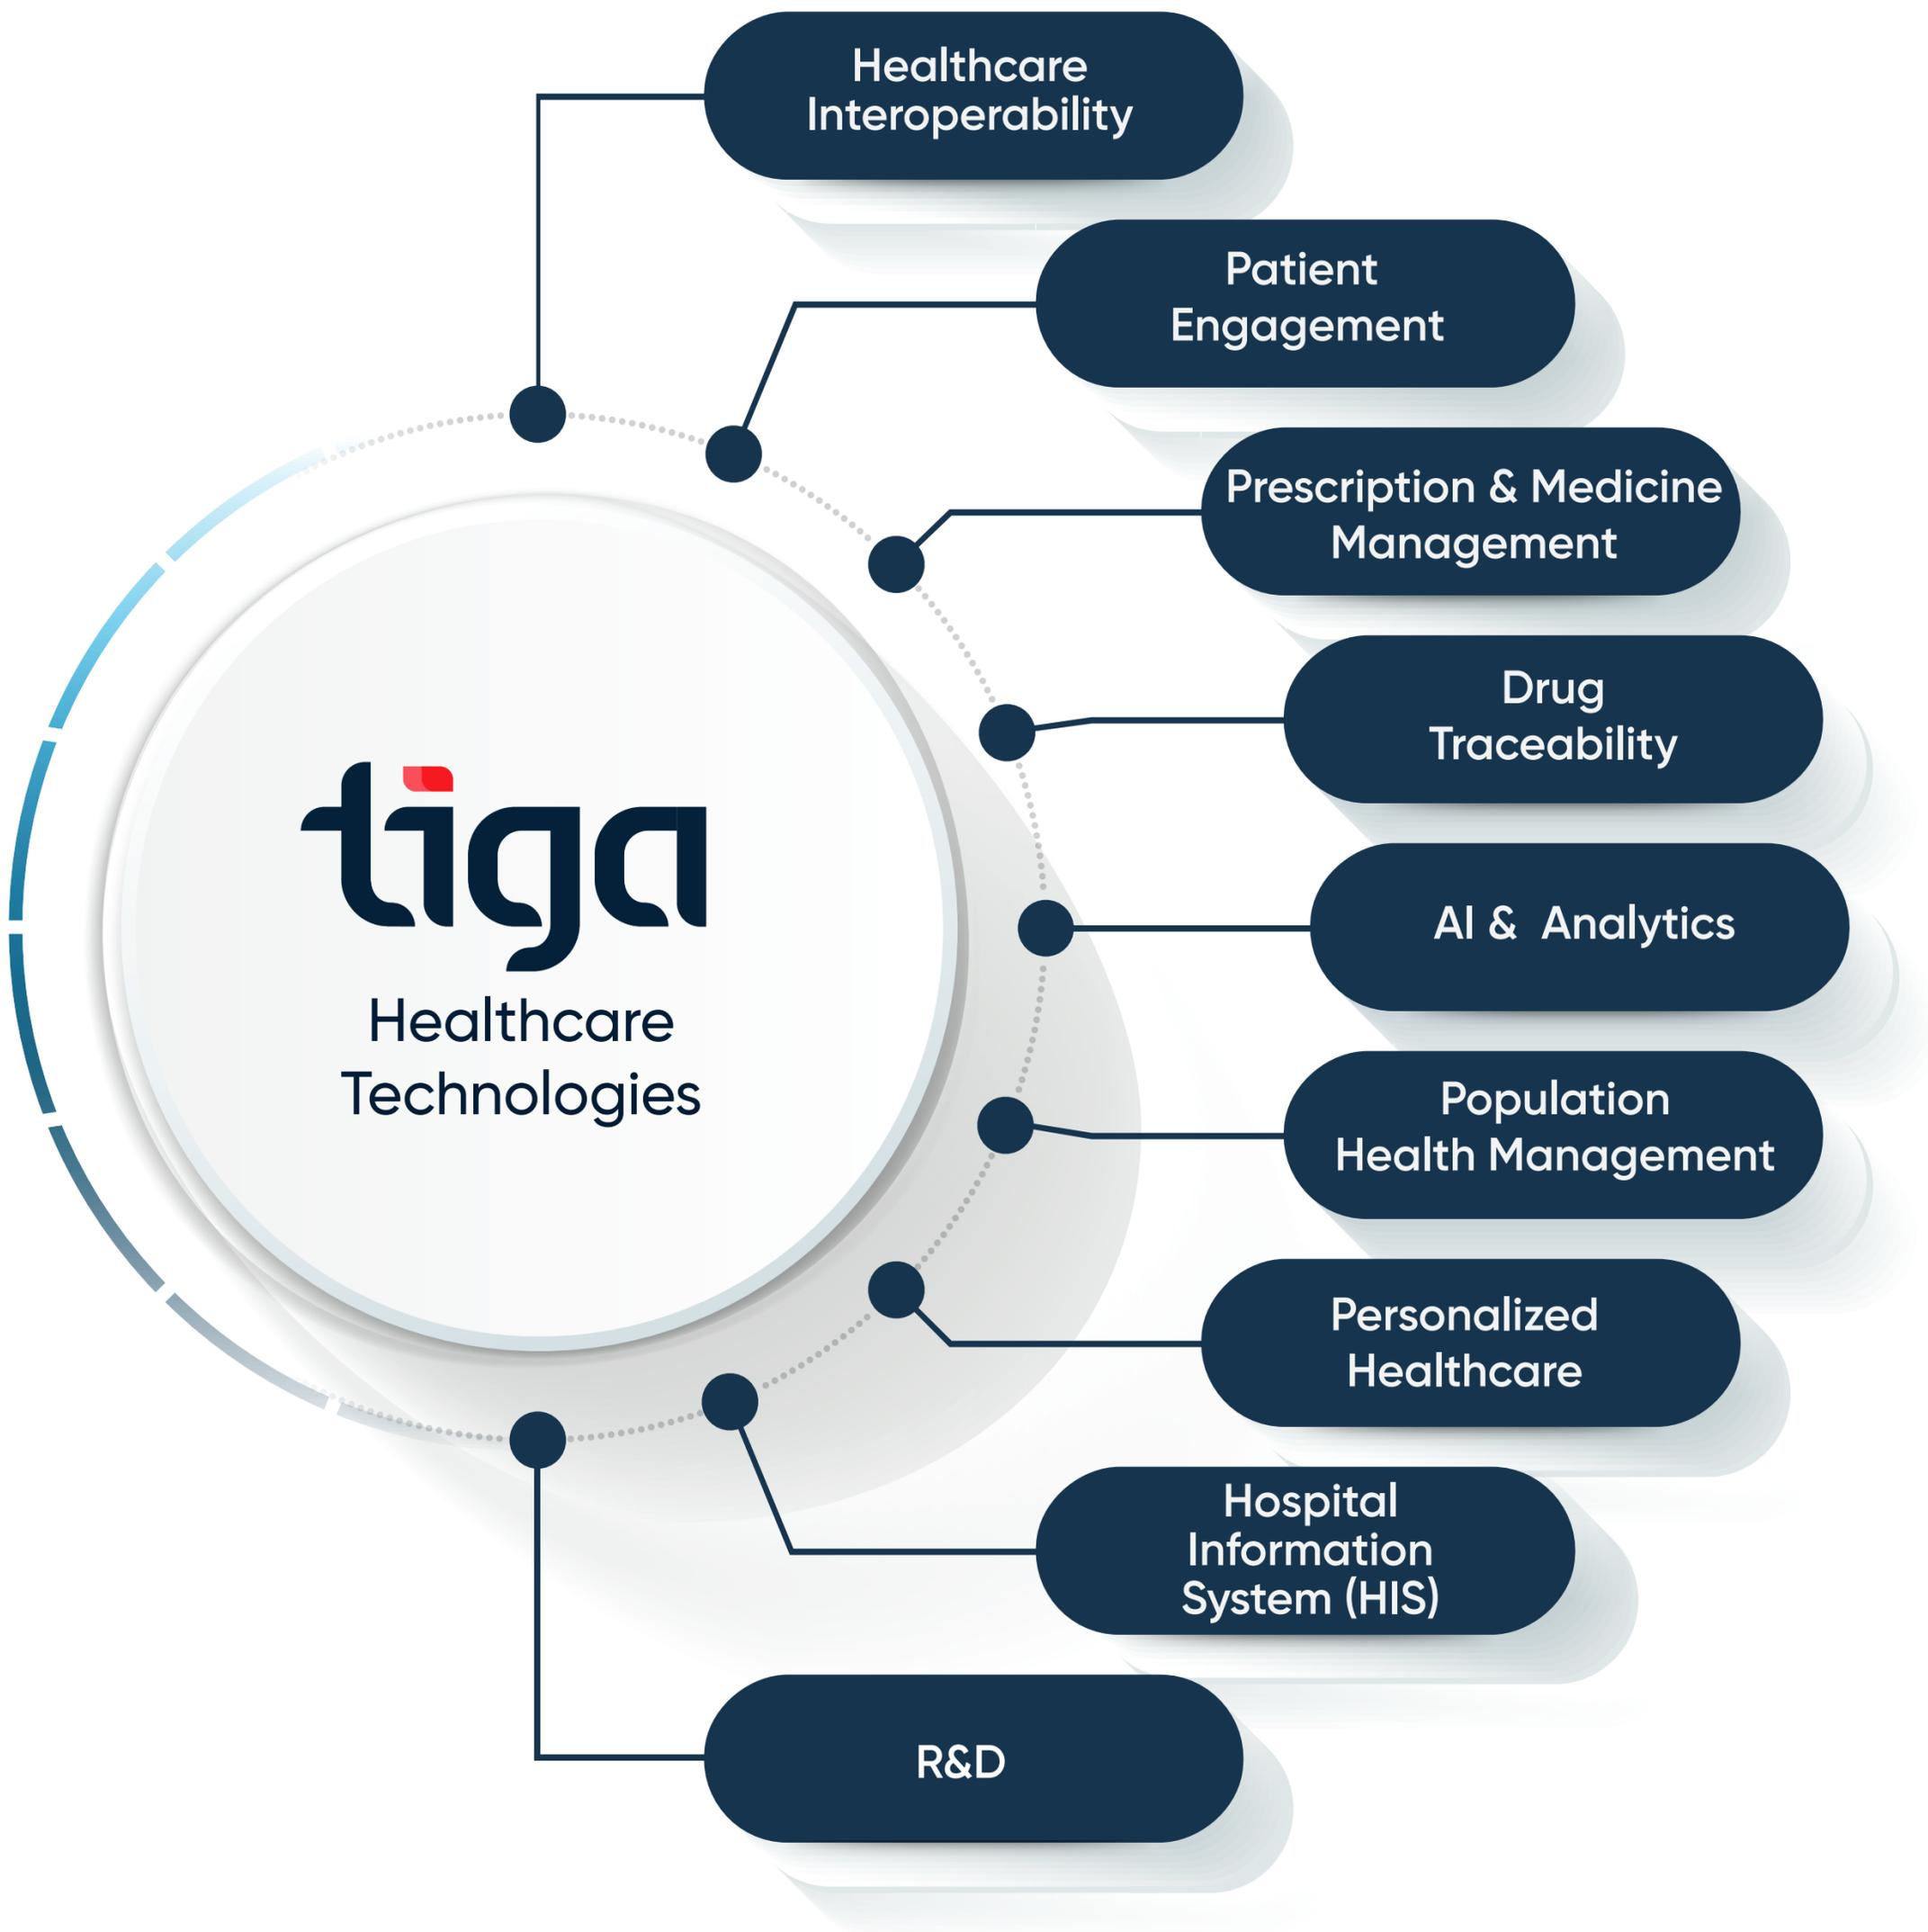 Healthcare
Interoperability
Patient
Engagement
Prescription & Medicine
Management
Drug
Traceability
AI & Analytics
Population
Health Management
Personalized
Healthcare
Hospital
Information
System (HIS)
R&D
tiga
Healthcare
Technologies